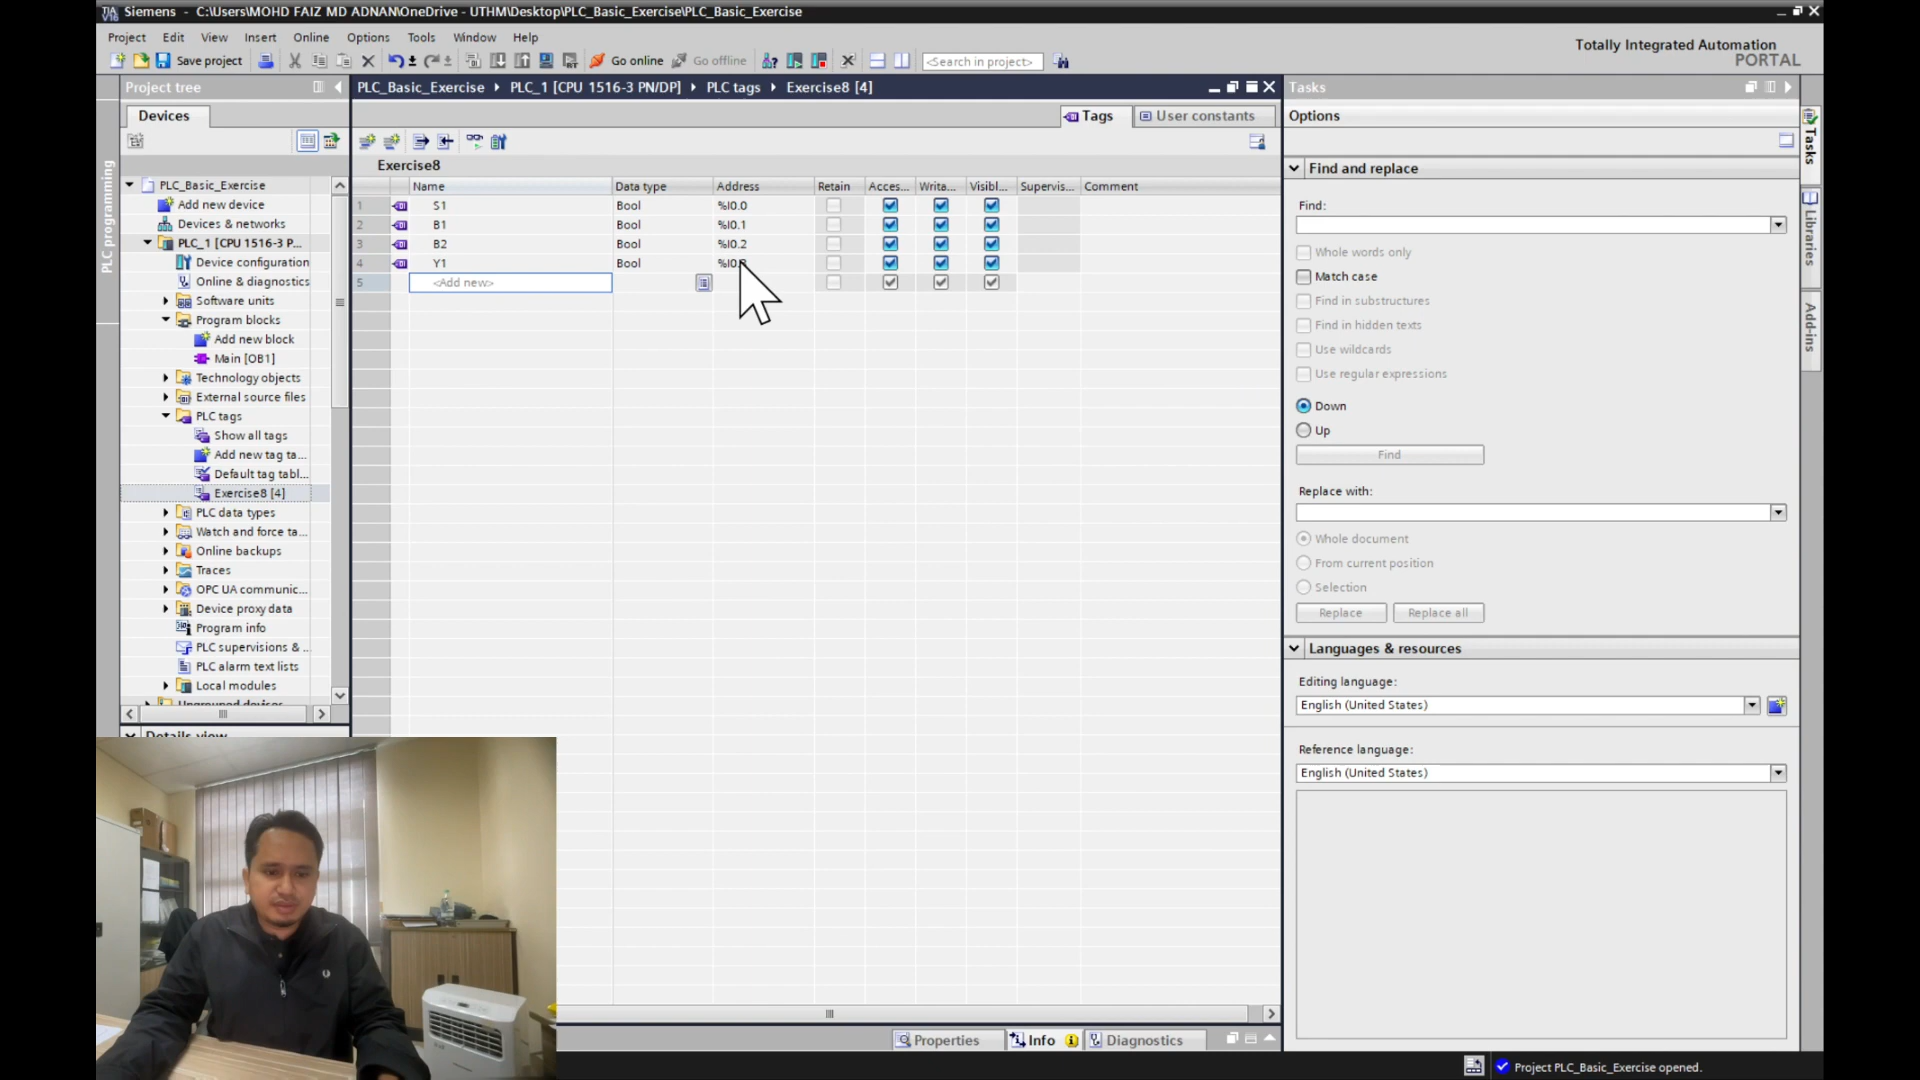 Siemens - C:\Users\MOHD FAIZ MD ADNAN\OneDrive - UTHM\Desktop\PLC_Basic_Exercise\PLC_Basic_Exercise
Project Edit View Insert Online Options Tools Window Help
Totally Integrated Automation
PORTAL
Save project
Go online
Go offline
<Search in project>
Project tree
PLC_Basic_Exercise PLC_1 [CPU 1516-3 PN/DP] PLC tags Exercise8 [4]
Tasks
Devices
Tags
User constants
Options
PLC programming
Exercise8
Name Data type Address Retain Acces... Writa... Visibl... Supervis... Comment
1 S1 Bool %I0.0
2 B1 Bool %I0.1
3 B2 Bool %I0.2
4 Y1 Bool
5 <Add new>
PLC_Basic_Exercise
Add new device
Devices & networks
PLC_1 [CPU 1516-3 P...
Device configuration
Online & diagnostics
Software units
Program blocks
Add new block
Main [OB1]
Technology objects
External source files
PLC tags
Show all tags
Add new tag ta...
Default tag tabl...
Exercise8 [4]
PLC data types
Watch and force ta...
Online backups
Traces
OPC UA communic...
Device proxy data
Program info
PLC supervisions & ..
PLC alarm text lists
Local modules
Ungrouped devices
Details view
Find and replace
Find:
Whole words only
Match case
Find in substructures
Find in hidden texts
Use wildcards
Use regular expressions
Down
Up
Find
Replace with:
Whole document
From current position
Selection
Replace
Replace all
Languages & resources
Editing language:
English (United States)
Reference language:
English (United States)
Tasks
Libraries
Add-ins
Properties
Info
Diagnostics
Project PLC_Basic_Exercise opened.